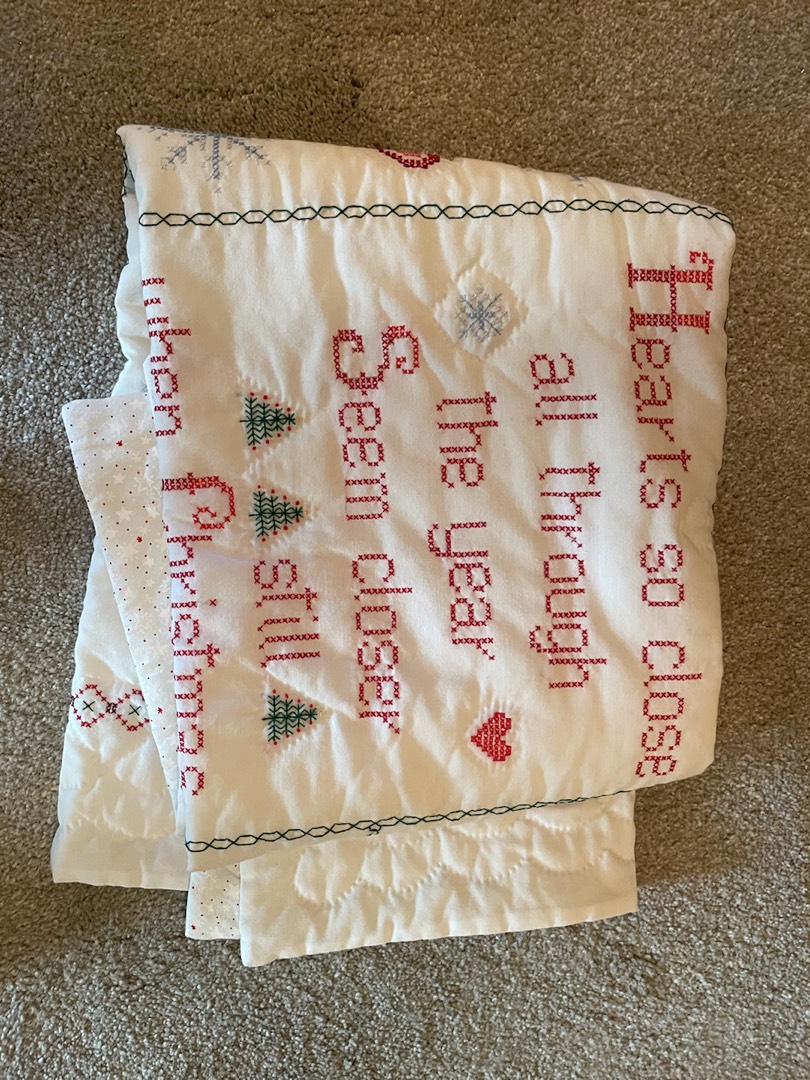 Hearts so close
all through
the year
Seem closer
still
when Christmas